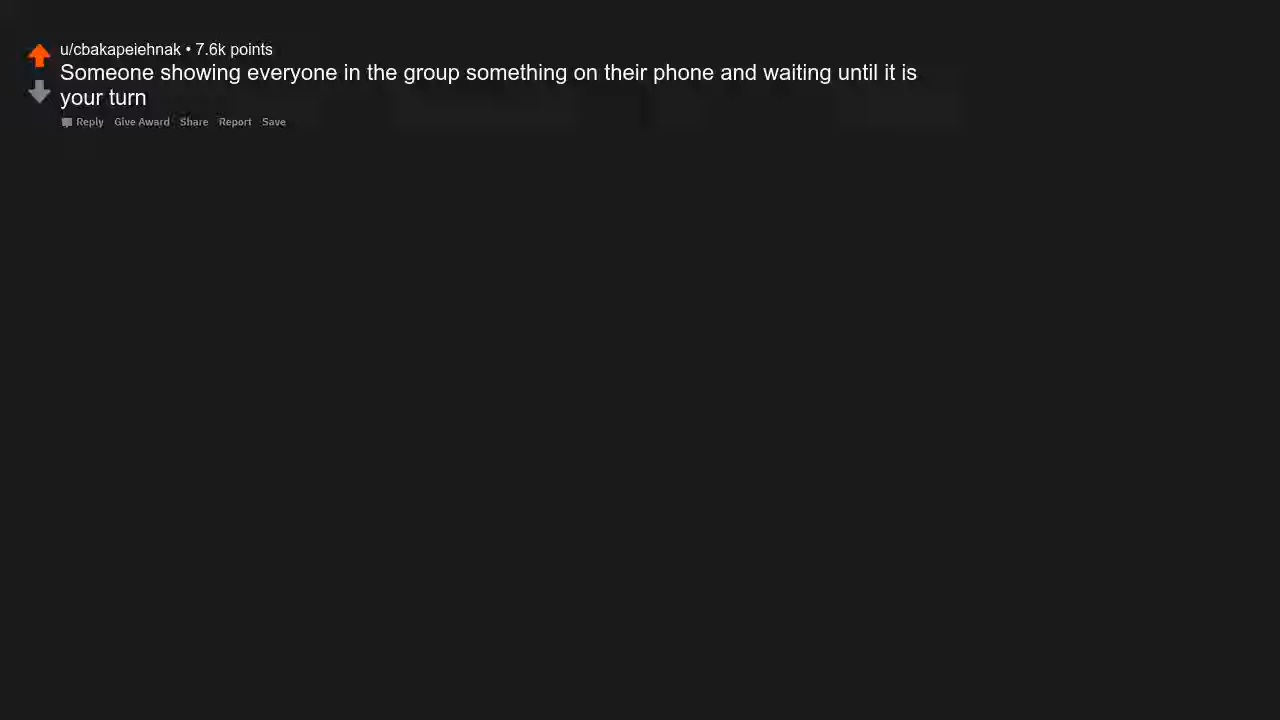 u/cbakapeiehnak • 7.6k points
Someone showing everyone in the group something on their phone and waiting until it is
your turn
Reply Give Award Share Report Save